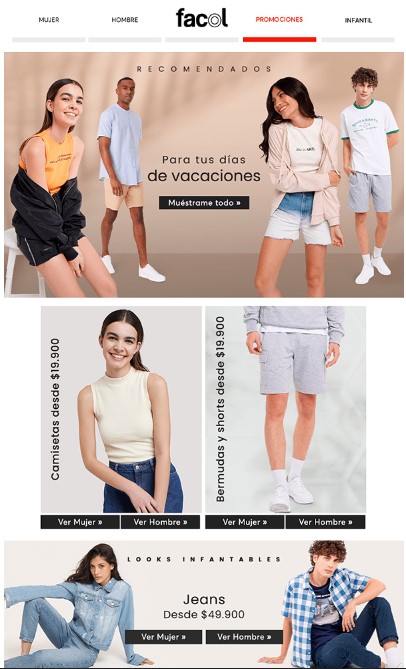 MUJER
HOMBRE
facol
PROMOCIONES
INFANTIL
RECOMENDADOS
Para tus días
de vacaciones
Muéstrame todo »
Camisetas desde $19.900
Bermudas y shorts desde $19.900
Ver Mujer »
Ver Hombre »
Ver Mujer »
Ver Hombre »
LOOKS INFANTABLES
Jeans
Desde $49.900
Ver Mujer »
Ver Hombre »